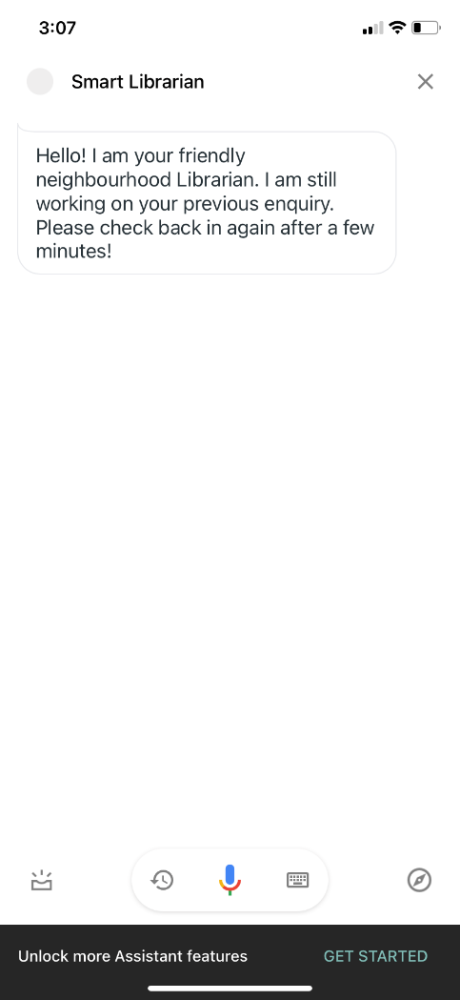 3:07
Smart Librarian
Hello! I am your friendly
neighbourhood Librarian. I am still
working on your previous enquiry.
Please check back in again after a few
minutes!
Unlock more Assistant features GET STARTED